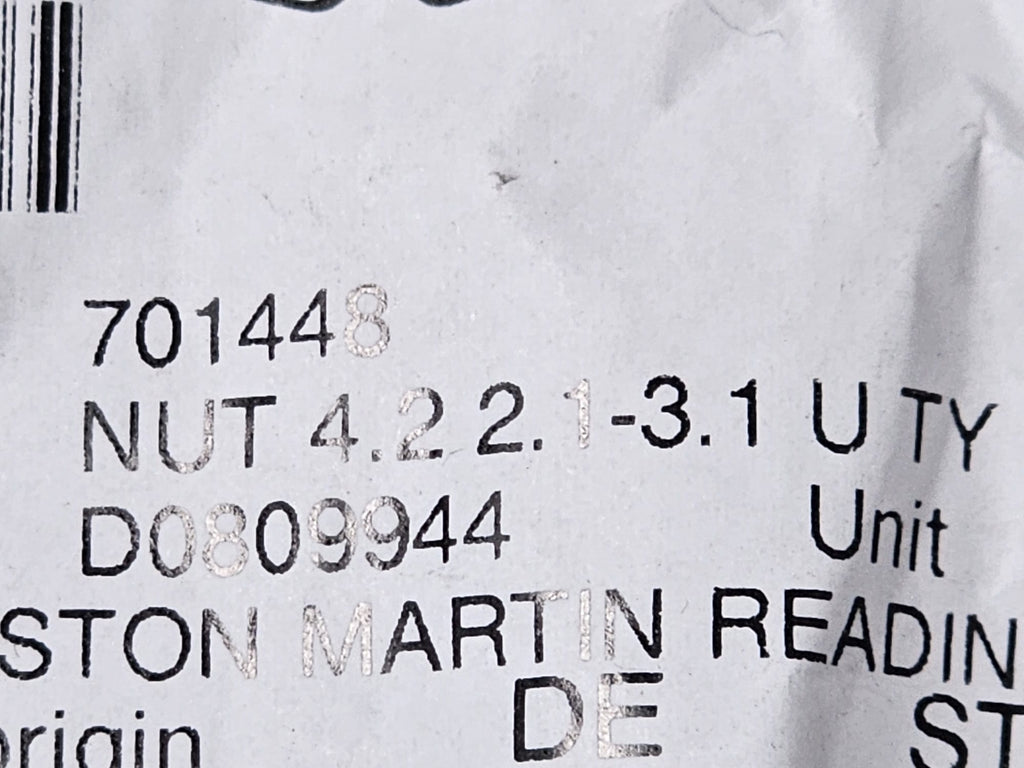 701448
NUT 4.2 2.1-3.1 U TY
D0809944 Unit
STON MARTIN READIN
origin DE ST